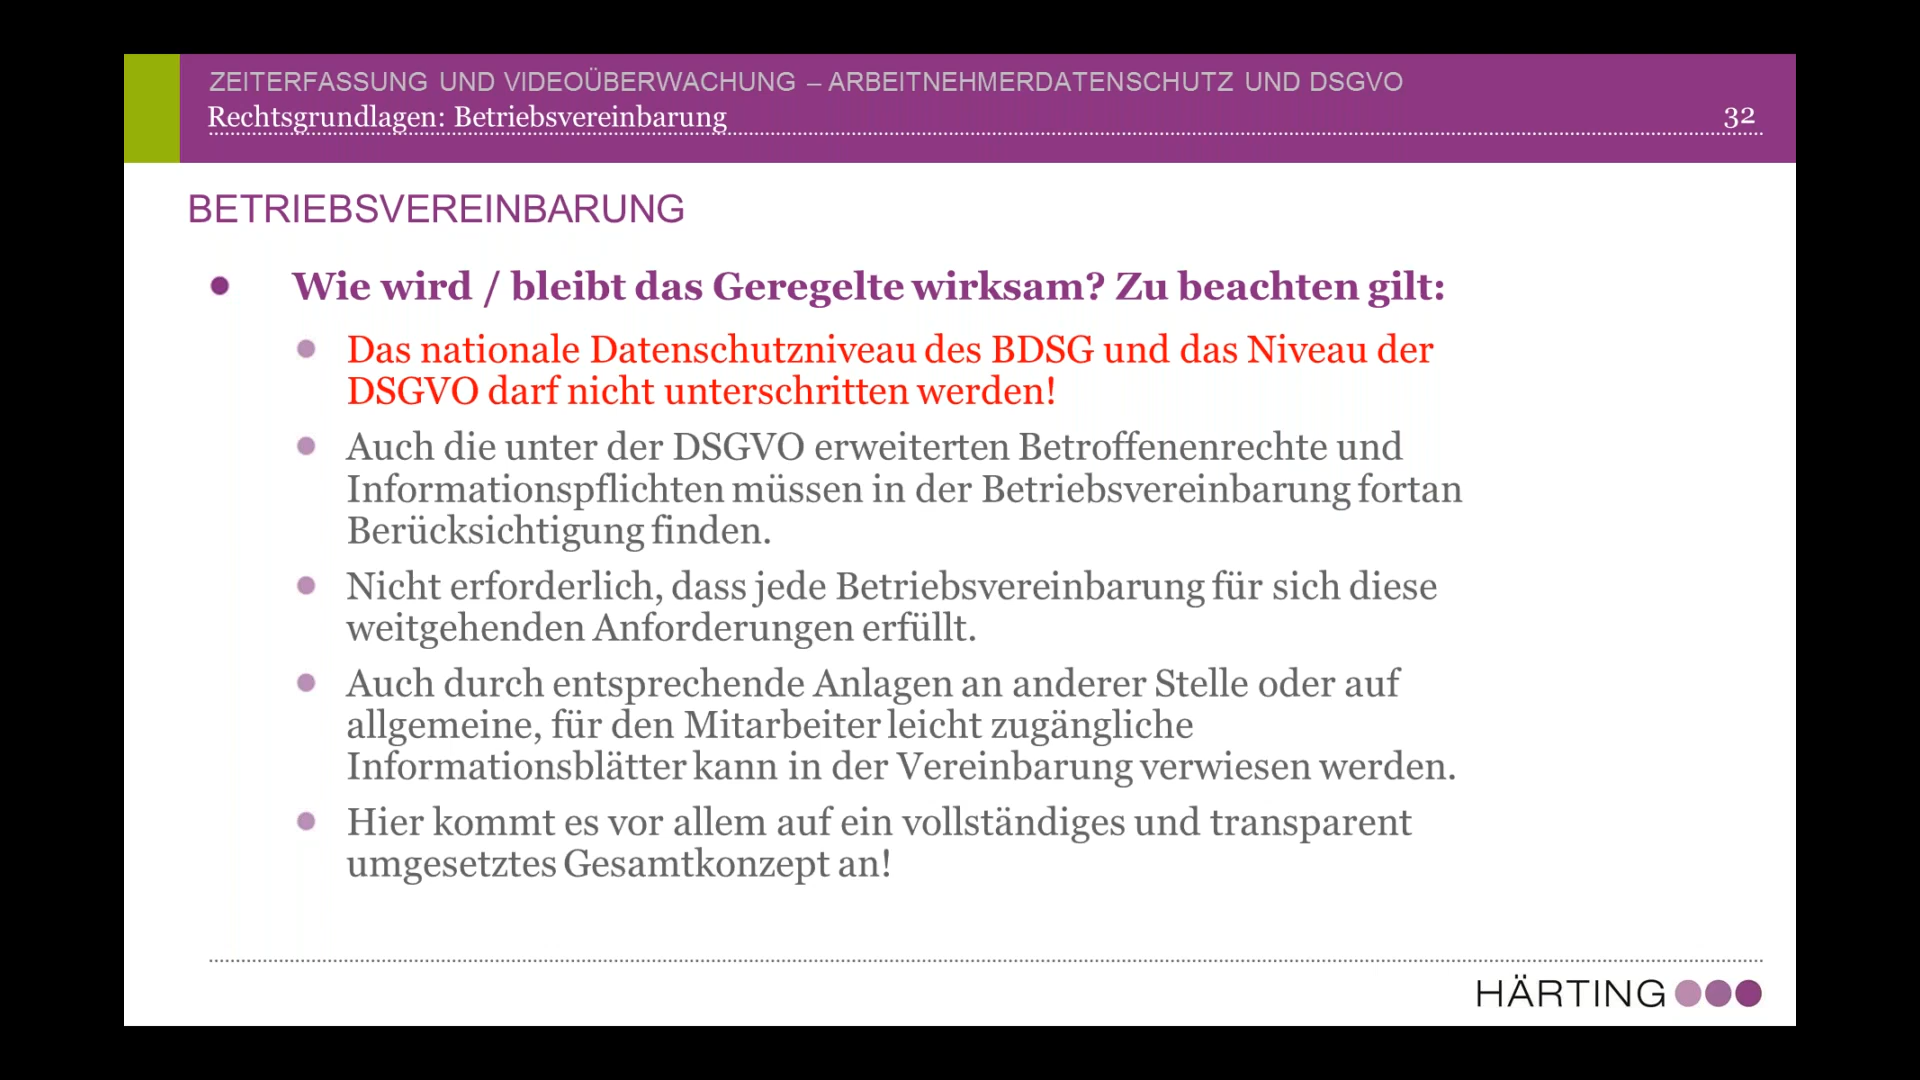 ZEITERFASSUNG UND VIDEOÜBERWACHUNG – ARBEITNEHMERDATENSCHUTZ UND DSGVO
Rechtsgrundlagen: Betriebsvereinbarung
32
BETRIEBSVEREINBARUNG
Wie wird / bleibt das Geregelte wirksam? Zu beachten gilt:
Das nationale Datenschutzniveau des BDSG und das Niveau der
DSGVO darf nicht unterschritten werden!
Auch die unter der DSGVO erweiterten Betroffenenrechte und
Informationspflichten müssen in der Betriebsvereinbarung fortan
Berücksichtigung finden.
Nicht erforderlich, dass jede Betriebsvereinbarung für sich diese
weitgehenden Anforderungen erfüllt.
Auch durch entsprechende Anlagen an anderer Stelle oder auf
allgemeine, für den Mitarbeiter leicht zugängliche
Informationsblätter kann in der Vereinbarung verwiesen werden.
Hier kommt es vor allem auf ein vollständiges und transparent
umgesetztes Gesamtkonzept an!
HÄRTING